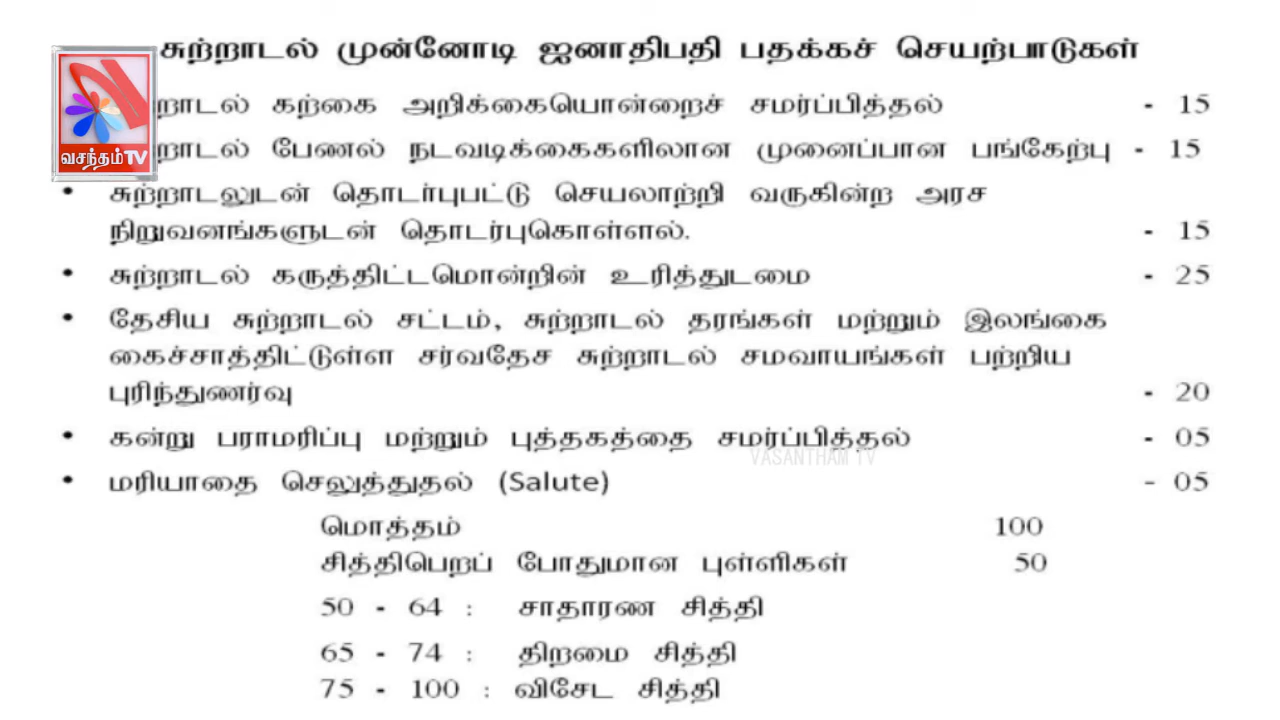 சுற்றாடல் முன்னோடி ஜனாதிபதி பதக்கச் செயற்பாடுகள்
றாடல் கற்கை அறிக்கையொன்றைச் சமர்ப்பித்தல் - 15
றாடல் பேணல் நடவடிக்கைகளிலான முனைப்பான பங்கேற்பு - 15
வசந்தம்TV
• சுற்றாடலுடன் தொடர்புபட்டு செயலாற்றி வருகின்ற அரச
நிறுவனங்களுடன் தொடர்புகொள்ளல். - 15
• சுற்றாடல் கருத்திட்டமொன்றின் உரித்துடமை - 25
• தேசிய சுற்றாடல் சட்டம், சுற்றாடல் தரங்கள் மற்றும் இலங்கை
கைச்சாத்திட்டுள்ள சர்வதேச சுற்றாடல் சமவாயங்கள் பற்றிய
புரிந்துணர்வு - 20
• கன்று பராமரிப்பு மற்றும் புத்தகத்தை சமர்ப்பித்தல் - 05
VASANTHAM TV
• மரியாதை செலுத்துதல் (Salute) - 05
மொத்தம் 100
சித்திபெறப் போதுமான புள்ளிகள் 50
50 - 64 : சாதாரண சித்தி
65 - 74 : திறமை சித்தி
75 - 100 : விசேட சித்தி